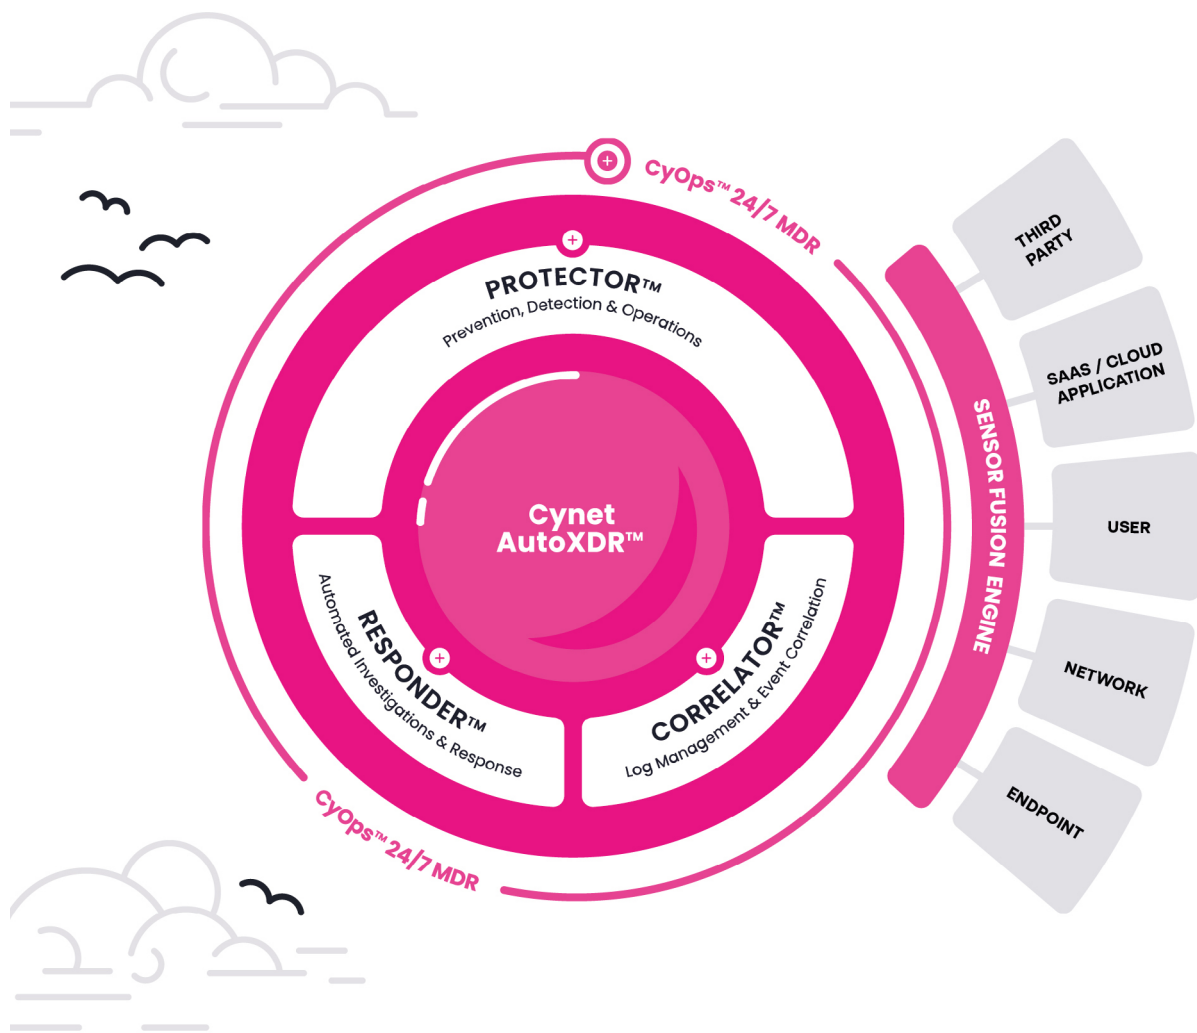 CyOps™ 24/7 MDR
PROTECTOR™
Prevention, Detection & Operations
Cynet
AutoXDR™
RESPONDER™
Automated Investigations & Response
CORRELATOR™
Log Management & Event Correlation
CyOps™ 24/7 MDR
SENSOR FUSION ENGINE
THIRD
PARTY
SAAS / CLOUD
APPLICATION
USER
NETWORK
ENDPOINT